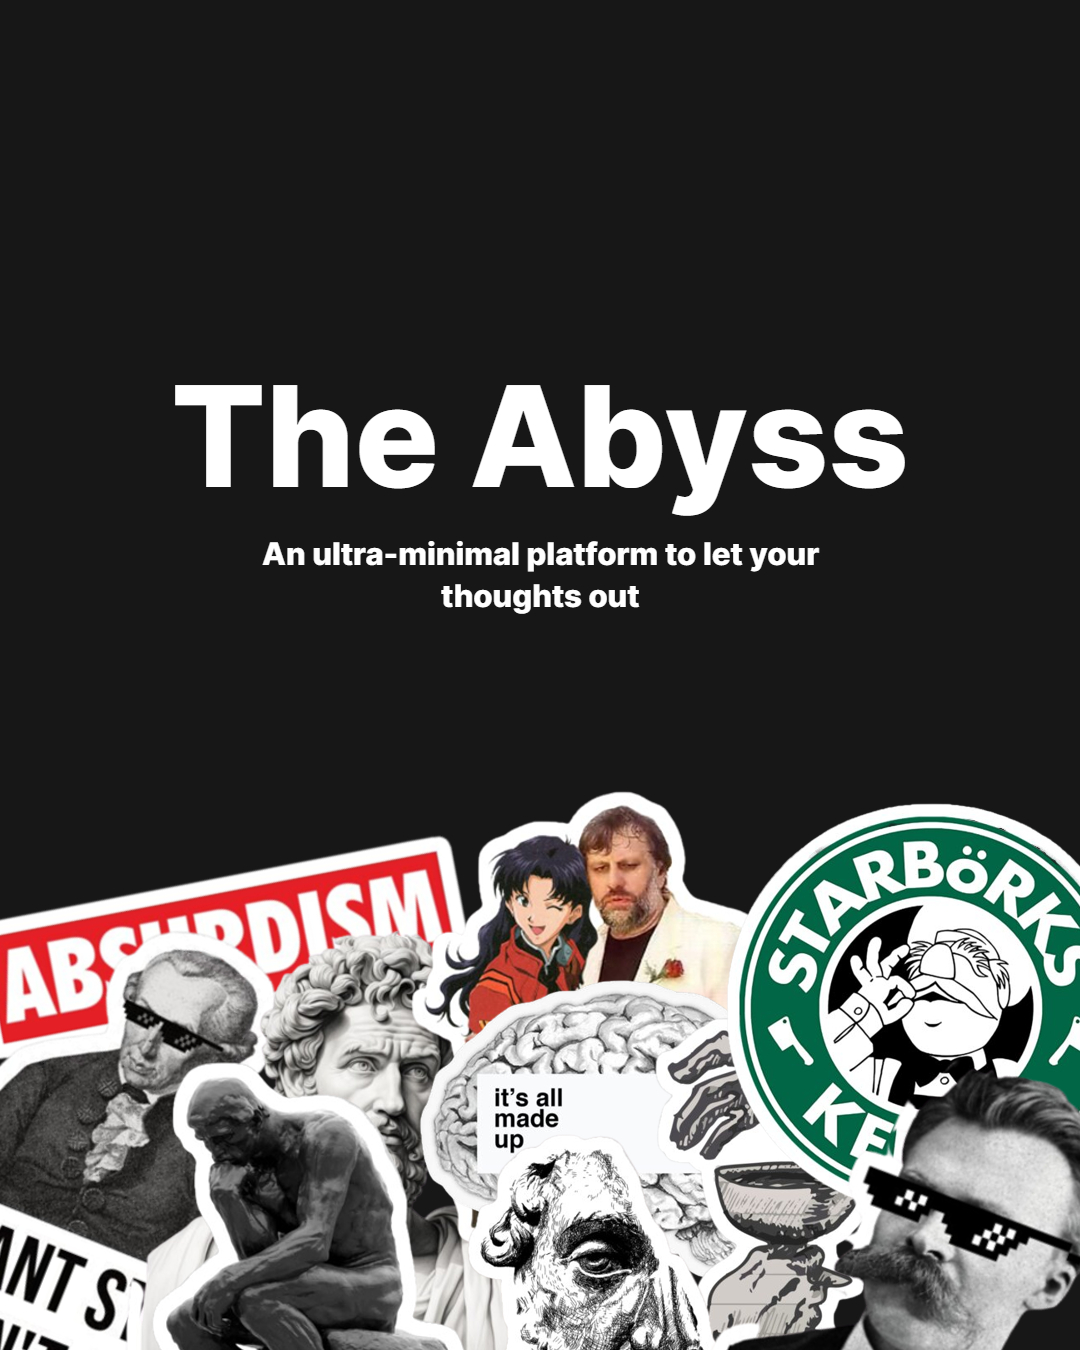 The Abyss
An ultra-minimal platform to let your
thoughts out
ABSURDISM
STARBöRKS
it's all
made
up